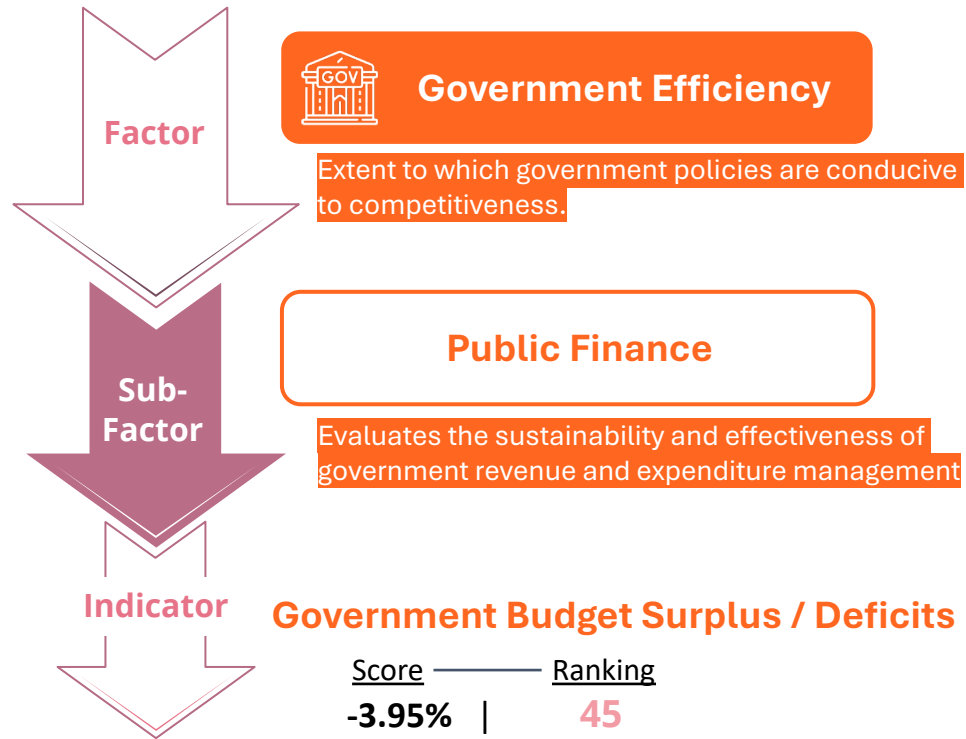 Factor
GOV
Government Efficiency
Extent to which government policies are conducive
to competitiveness.
Sub-
Factor
Public Finance
Evaluates the sustainability and effectiveness of
government revenue and expenditure management
Indicator
Government Budget Surplus / Deficits
Score Ranking
-3.95% | 45